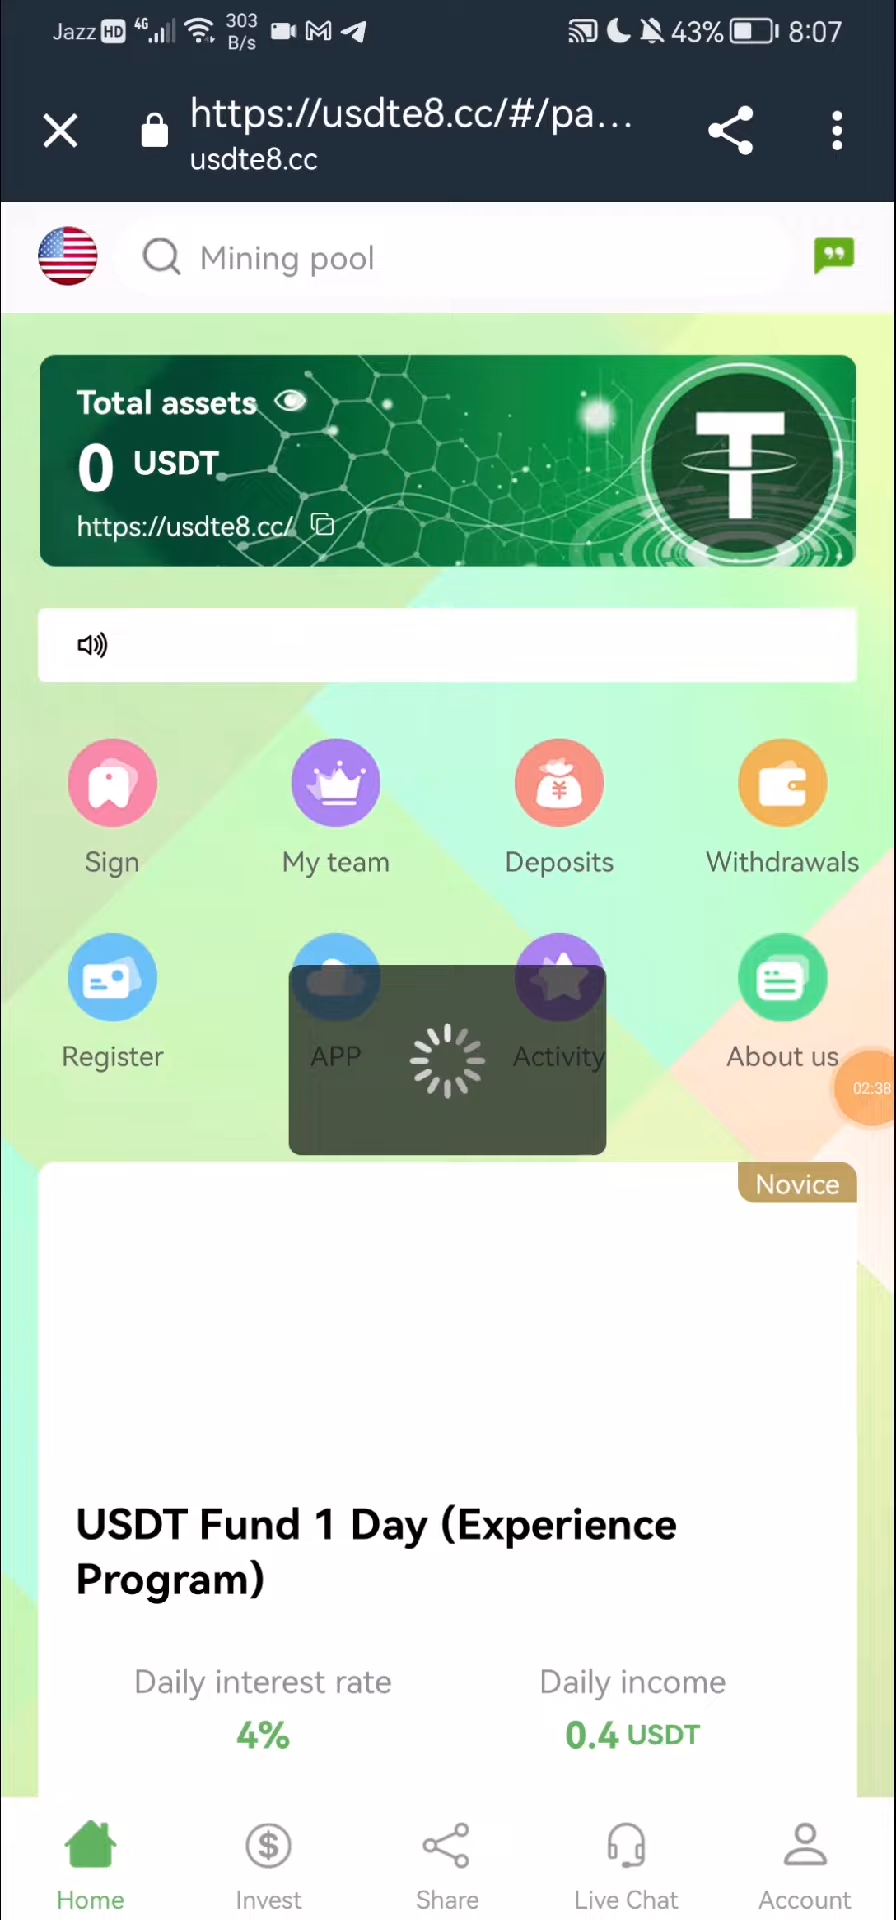 Jazz HD 4G 303 B/s 43% 8:07
https://usdte8.cc/#/pa...
usdte8.cc
Mining pool
Total assets
0 USDT
https://usdte8.cc/
Sign My team Deposits Withdrawals
Register APP Activity About us
02:38
Novice
USDT Fund 1 Day (Experience
Program)
Daily interest rate Daily income
4% 0.4 USDT
Home Invest Share Live Chat Account